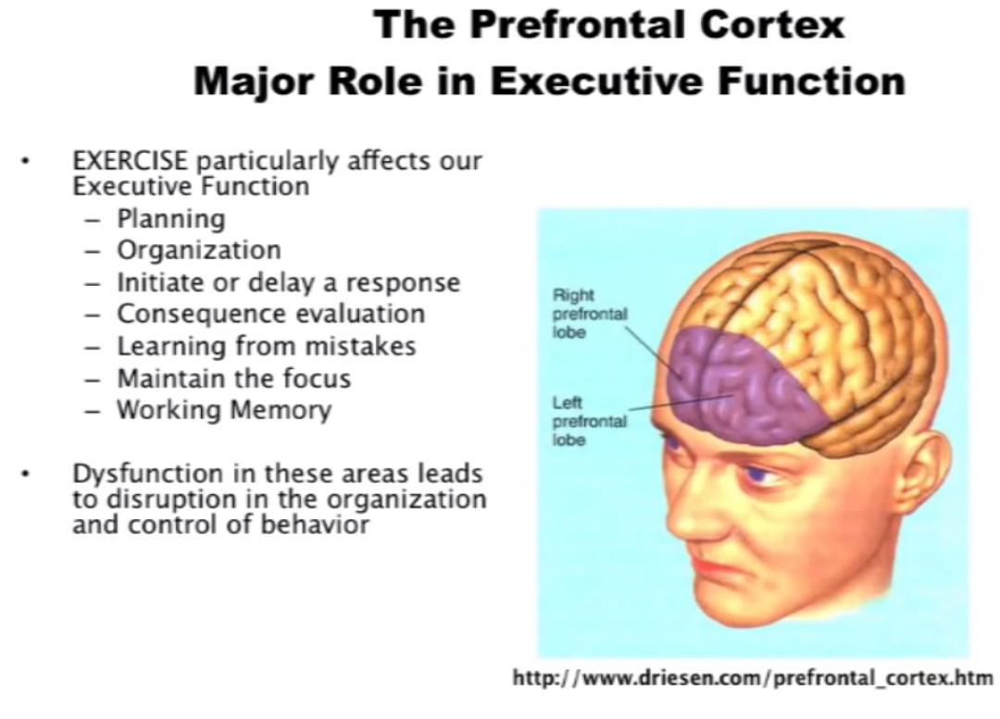 The Prefrontal Cortex
Major Role in Executive Function
• EXERCISE particularly affects our
Executive Function
– Planning
– Organization
– Initiate or delay a response
– Consequence evaluation
– Learning from mistakes
– Maintain the focus
– Working Memory
• Dysfunction in these areas leads
to disruption in the organization
and control of behavior
Right
prefrontal
lobe
Left
prefrontal
lobe
http://www.driesen.com/prefrontal_cortex.htm